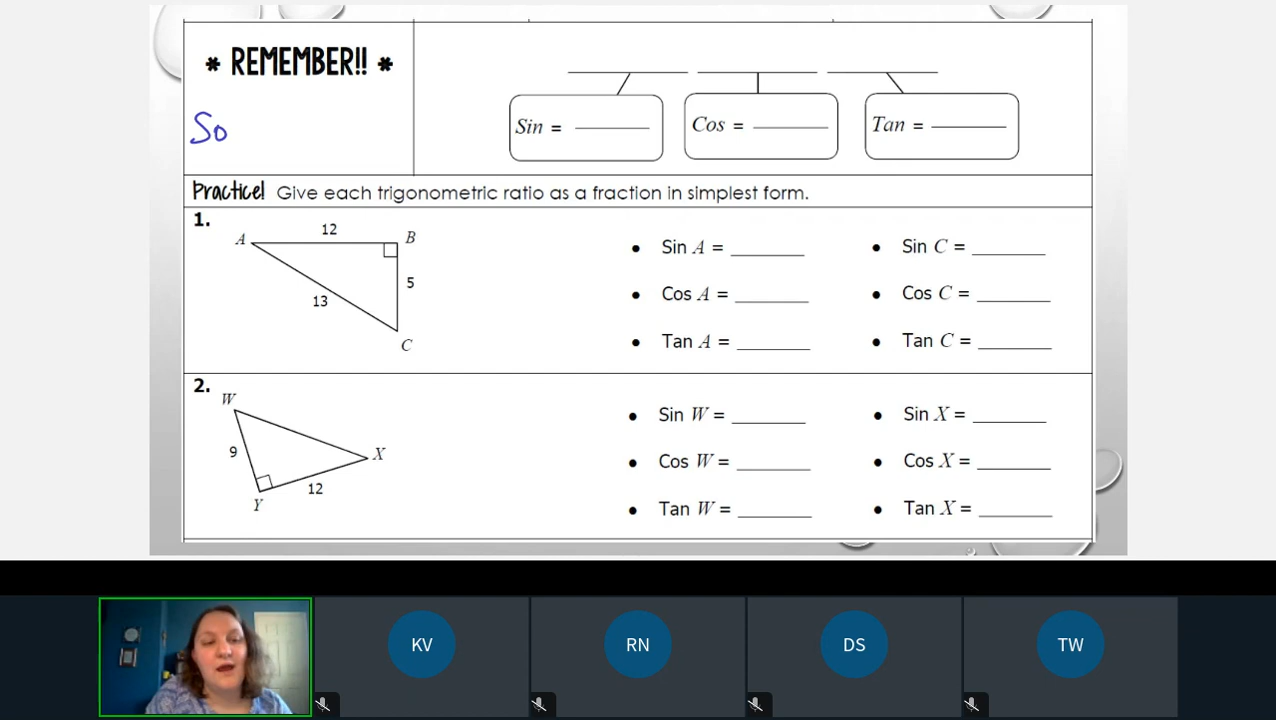 * REMEMBER!! *
So
Sin = ______
Cos = ______
Tan = ______
Practice! Give each trigonometric ratio as a fraction in simplest form.
1.
A
12
B
5
13
C
• Sin A = ______
• Cos A = ______
• Tan A = ______
• Sin C = ______
• Cos C = ______
• Tan C = ______
2.
W
9
X
12
Y
• Sin W = ______
• Cos W = ______
• Tan W = ______
• Sin X = ______
• Cos X = ______
• Tan X = ______
KV
RN
DS
TW